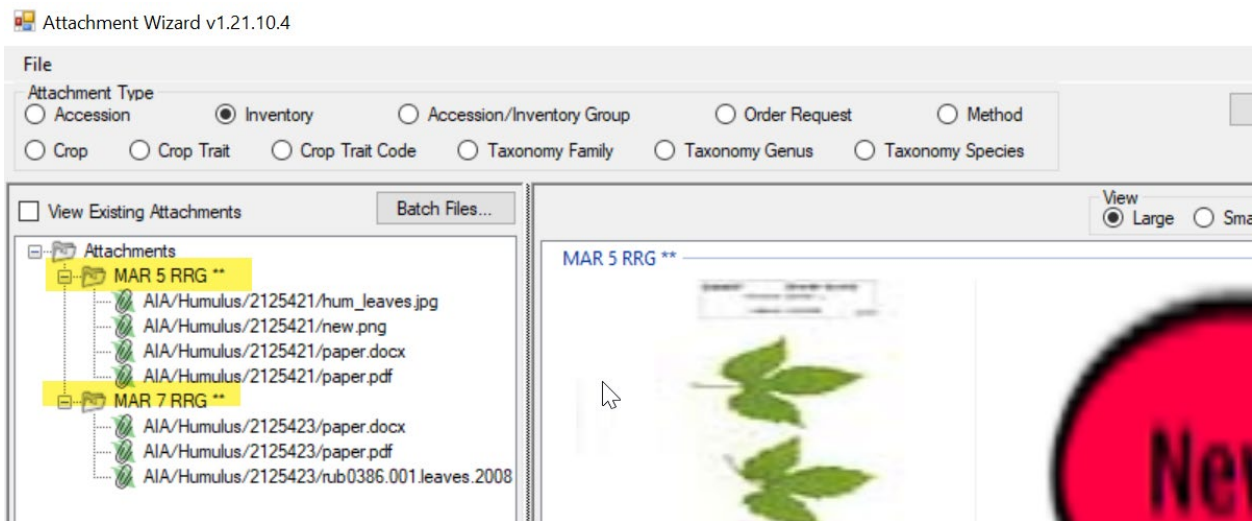 Attachment Wizard v1.21.10.4
File
Attachment Type
Accession Inventory Accession/Inventory Group Order Request Method
Crop Crop Trait Crop Trait Code Taxonomy Family Taxonomy Genus Taxonomy Species
View Existing Attachments Batch Files...
View
Large Sma
Attachments
MAR 5 RRG **
AIA/Humulus/2125421/hum_leaves.jpg
AIA/Humulus/2125421/new.png
AIA/Humulus/2125421/paper.docx
AIA/Humulus/2125421/paper.pdf
MAR 7 RRG **
AIA/Humulus/2125423/paper.docx
AIA/Humulus/2125423/paper.pdf
AIA/Humulus/2125423/rub0386.001.leaves.2008
MAR 5 RRG **